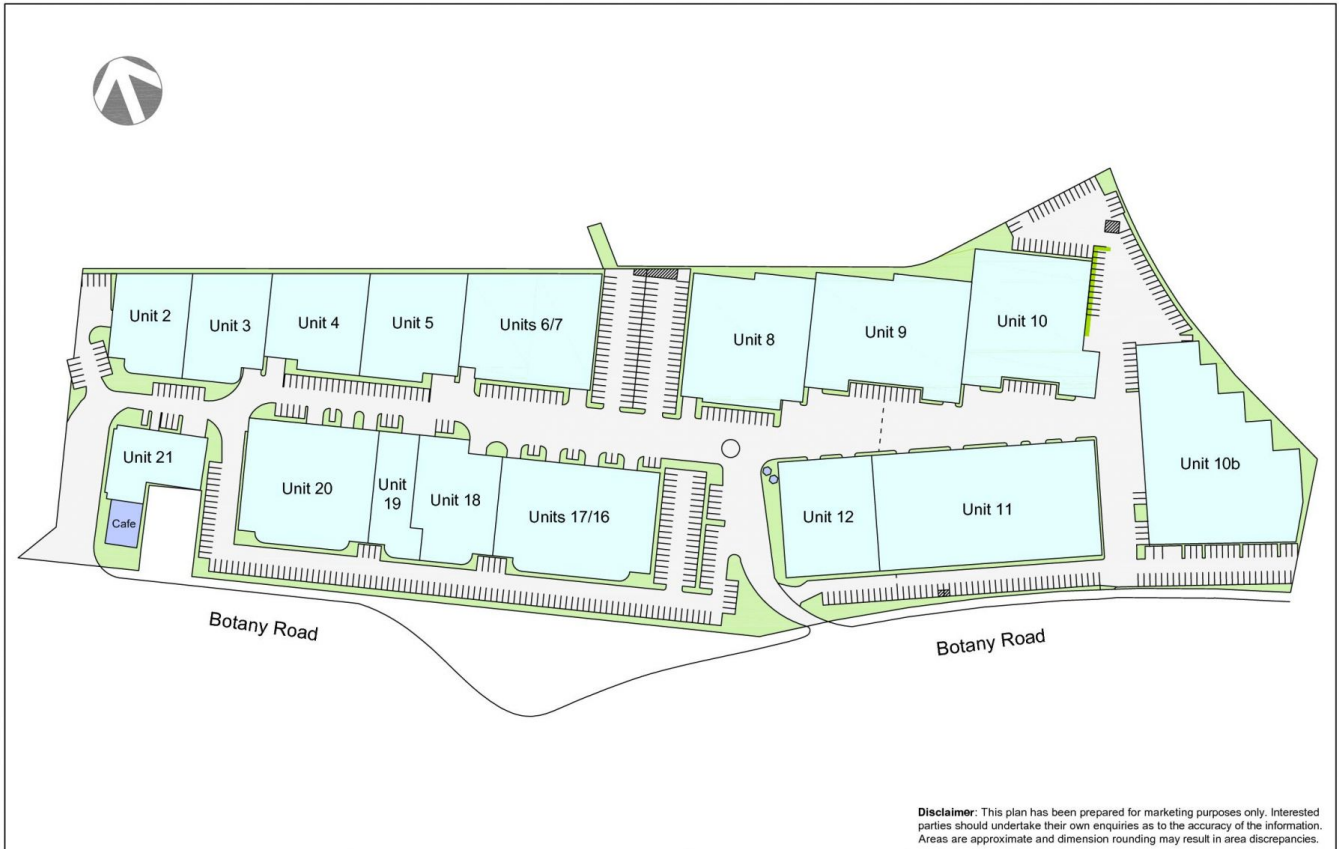 Unit 2
Unit 3
Unit 4
Unit 5
Units 6/7
Unit 8
Unit 9
Unit 10
Unit 21
Cafe
Unit 20
Unit
19
Unit 18
Units 17/16
Unit 12
Unit 11
Unit 10b
Botany Road
Botany Road
Disclaimer: This plan has been prepared for marketing purposes only. Interested
parties should undertake their own enquiries as to the accuracy of the information.
Areas are approximate and dimension rounding may result in area discrepancies.